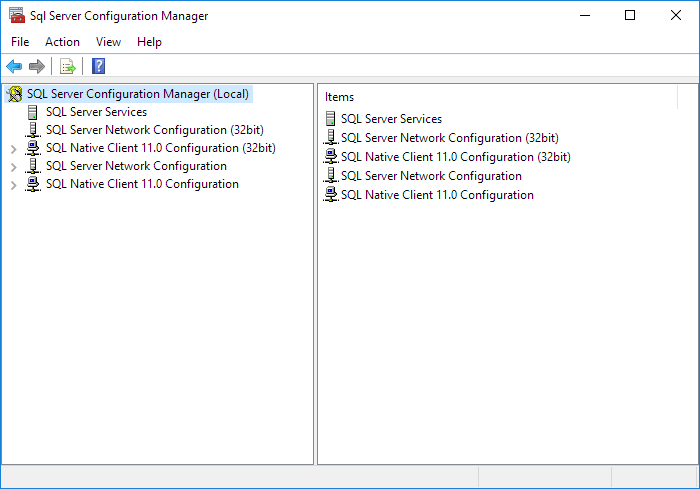 Sql Server Configuration Manager
File Action View Help
SQL Server Configuration Manager (Local)
SQL Server Services
SQL Server Network Configuration (32bit)
SQL Native Client 11.0 Configuration (32bit)
SQL Server Network Configuration
SQL Native Client 11.0 Configuration
Items
SQL Server Services
SQL Server Network Configuration (32bit)
SQL Native Client 11.0 Configuration (32bit)
SQL Server Network Configuration
SQL Native Client 11.0 Configuration